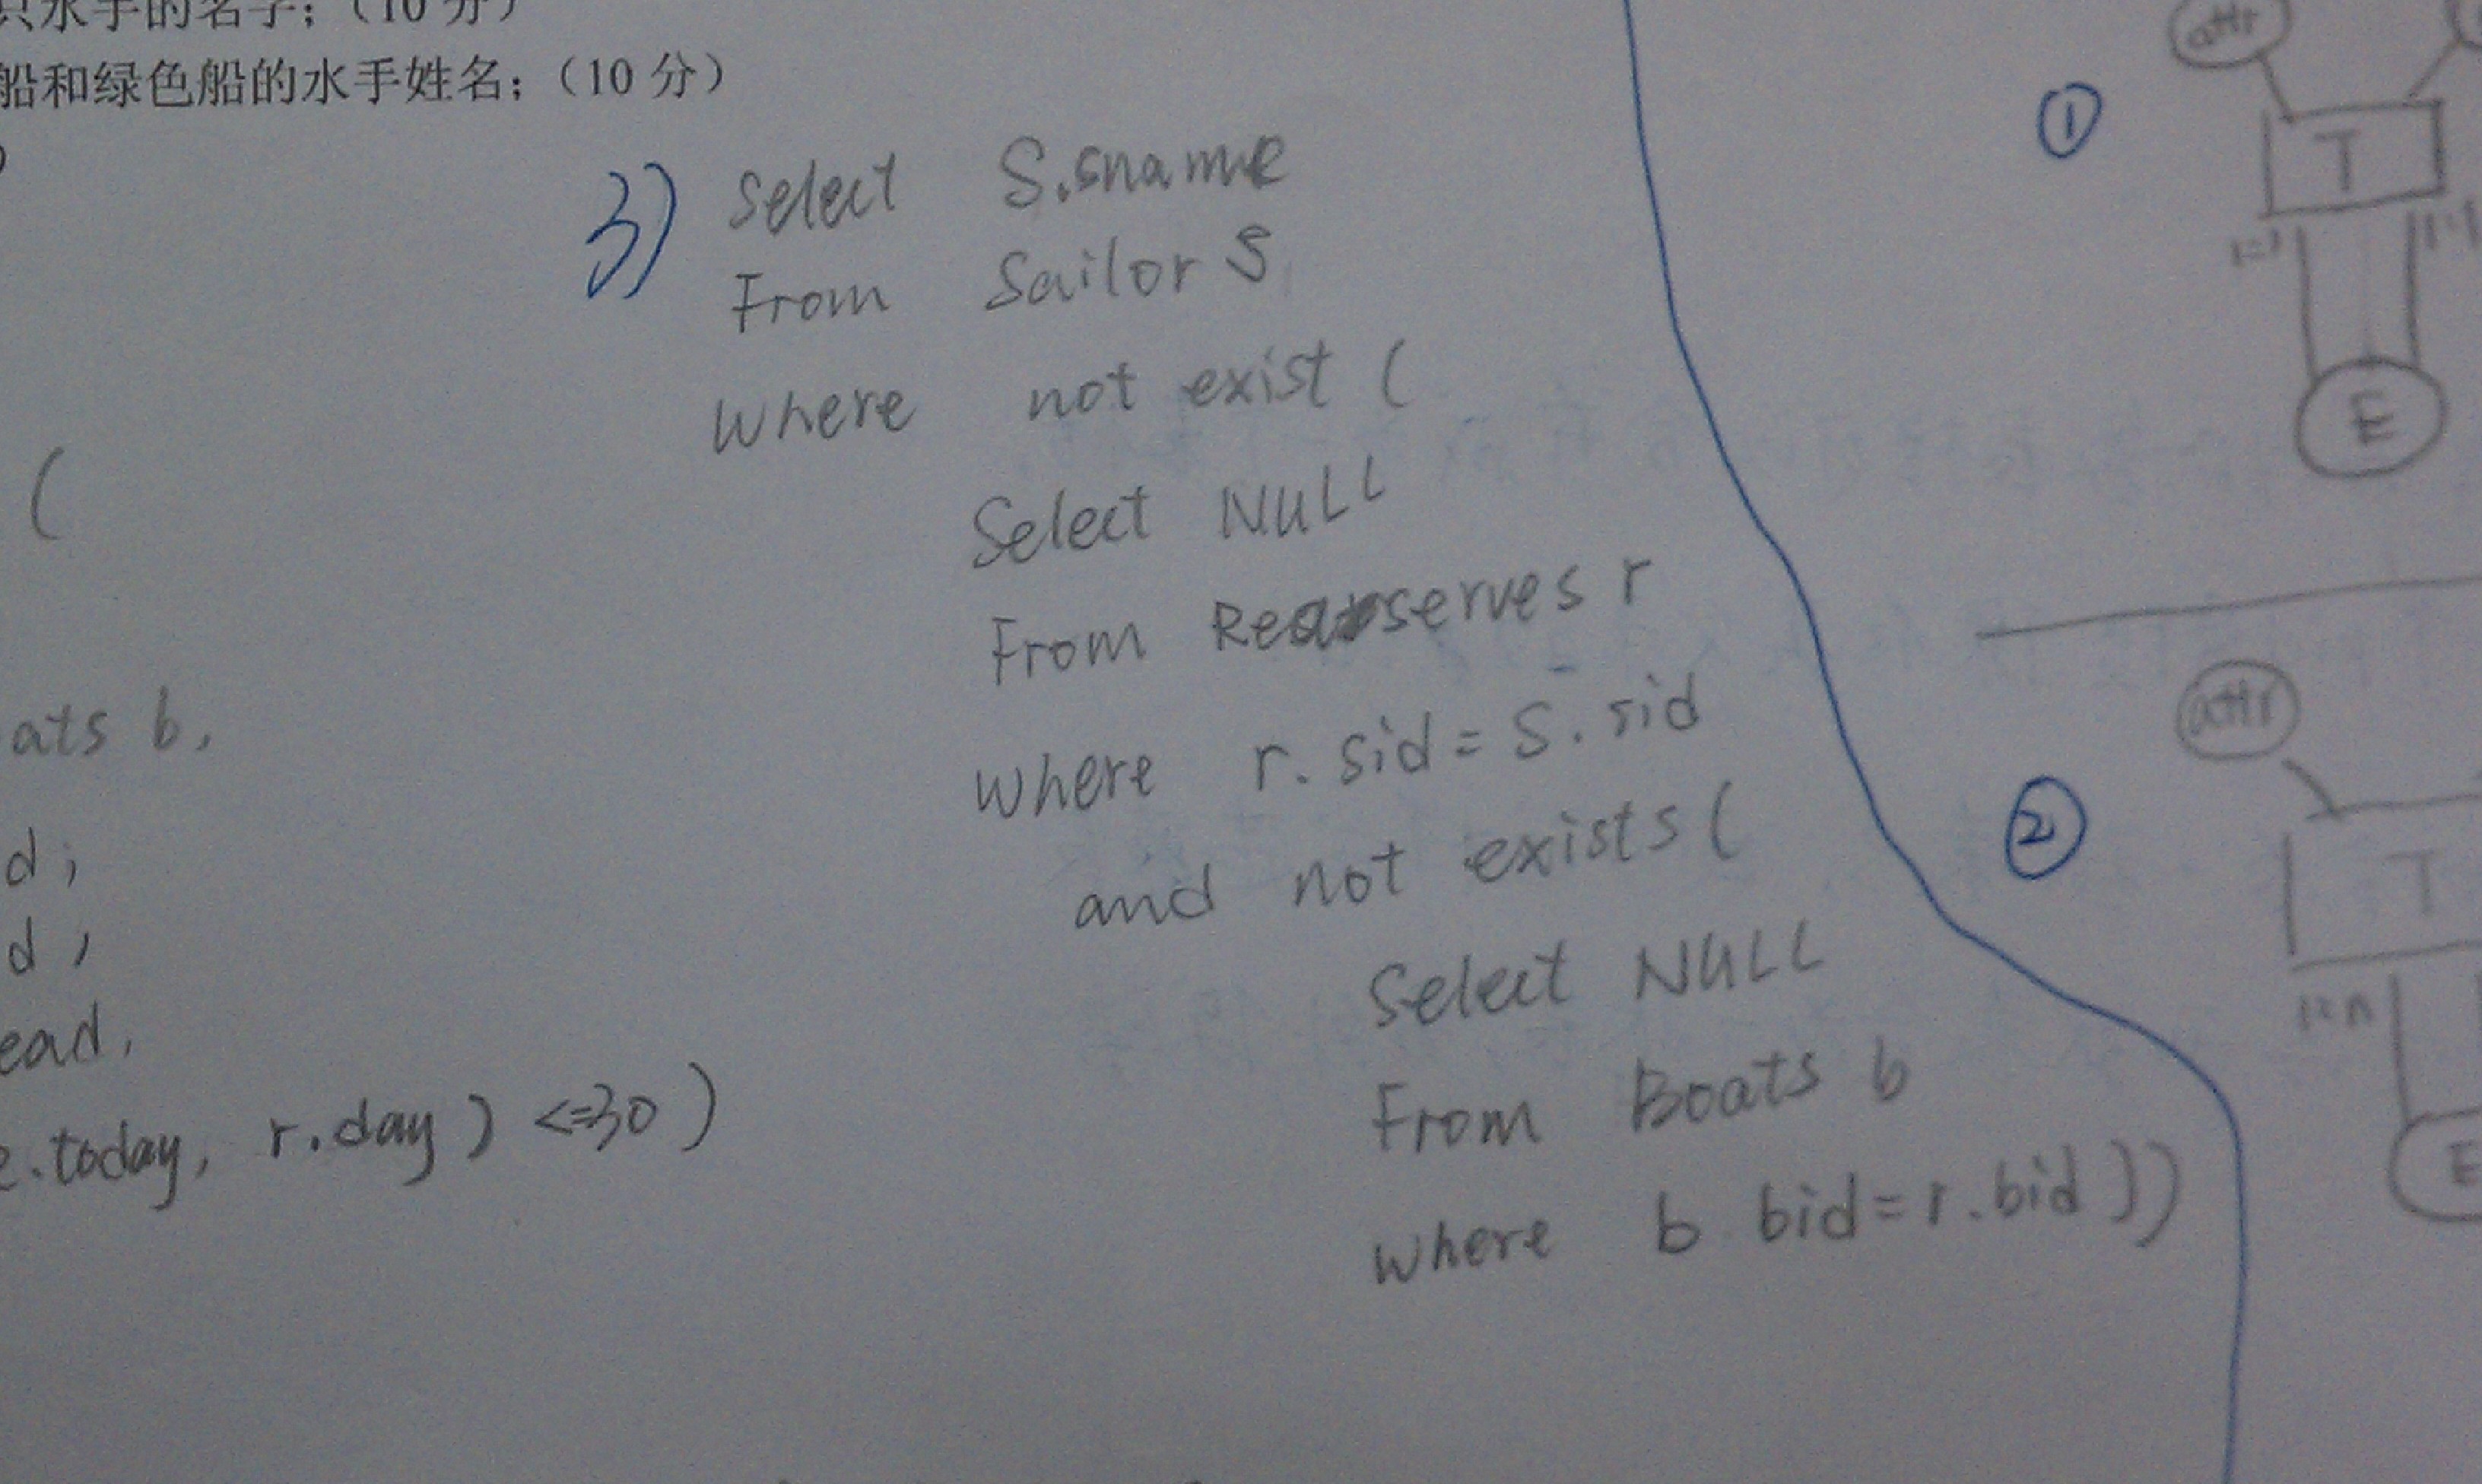 只水手的名字;(10 分)
船和绿色船的水手姓名;(10 分)
3) Select S.sname
From Sailor S
Where not exist (
Select NULL
From Reserves r
Where r. sid = S. sid
and not exists (
Select NULL
From Boats b
Where b bid = r. bid ))
(
ats b,
d;
d,
ead,
e.today, r.day) <=30 )
①
attr
T
1:1
1:1
E
②
attr
T
1:n
E